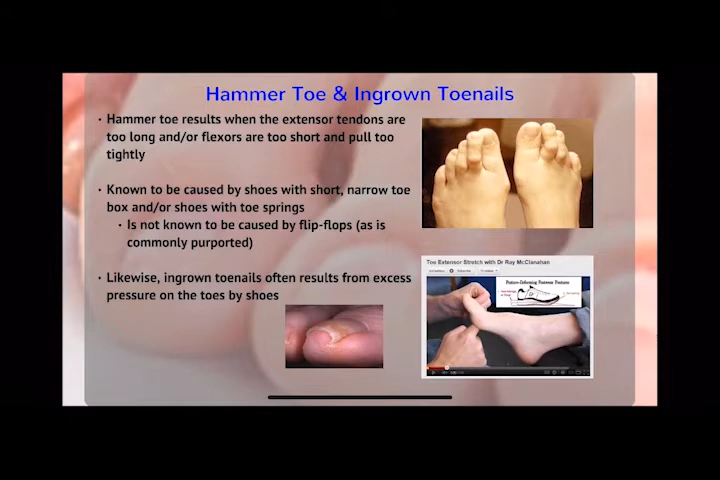 Hammer Toe & Ingrown Toenails
• Hammer toe results when the extensor tendons are
too long and/or flexors are too short and pull too
tightly
• Known to be caused by shoes with short, narrow toe
box and/or shoes with toe springs
• Is not known to be caused by flip-flops (as is
commonly purported)
• Likewise, ingrown toenails often results from excess
pressure on the toes by shoes
Toe Extensor Stretch with Dr Ray McClanahan
Posture-Deforming Footwear Features